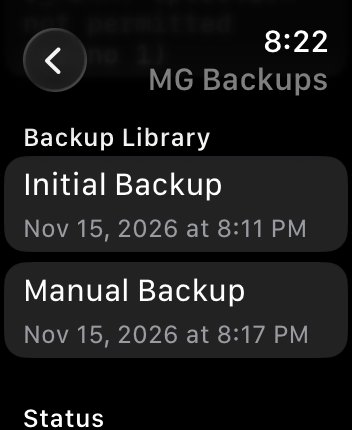 8:22
MG Backups
Backup Library
Initial Backup
Nov 15, 2026 at 8:11 PM
Manual Backup
Nov 15, 2026 at 8:17 PM
Status